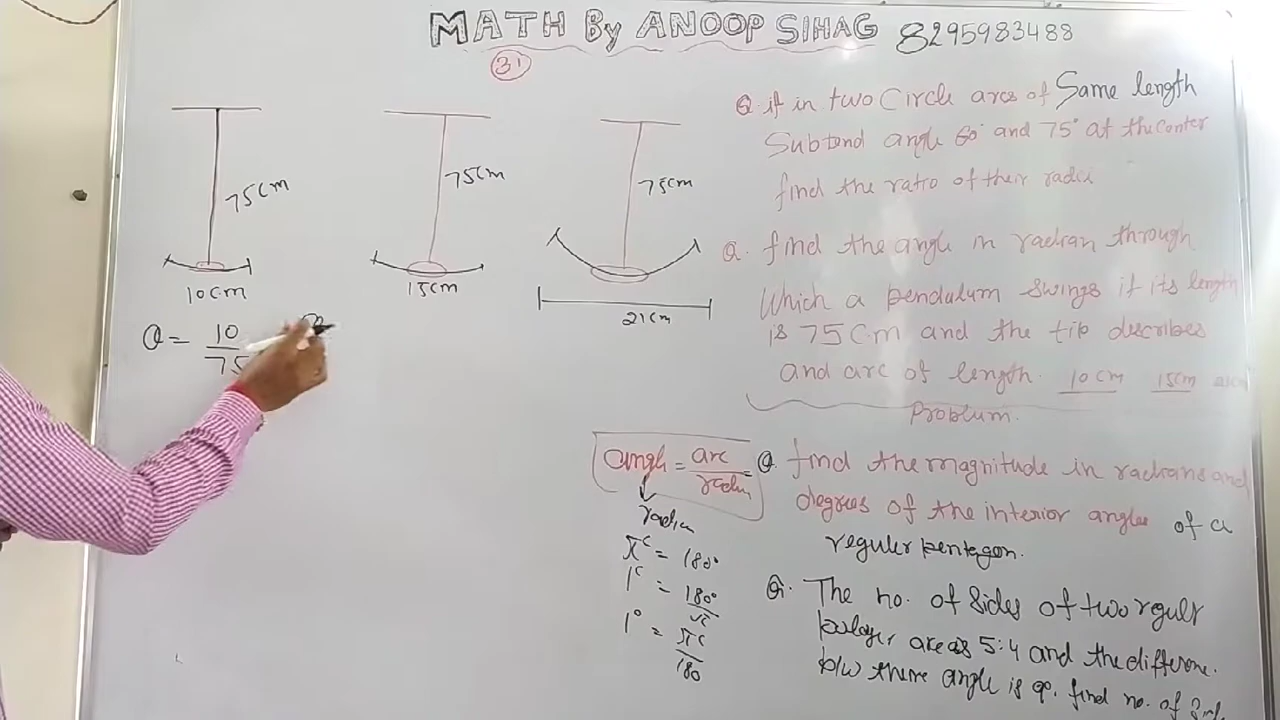 MATH By ANOOP SIHAG 8295983488
31
75cm
10cm
75cm
15cm
75cm
21cm
θ = 10/75
Q. if in two Circle arcs of Same length
Subtend angle 60° and 75° at the center
find the ratio of their radii
Q. find the angle in radian through
Which a pendulum swings if its length
is 75 Cm and the tip describes
and arc of length. 10 cm 15 cm
Problem.
angle = arc/radius = θ
radian
π^c = 180°
1^c = 180°/π
1° = π^c/180
find the magnitude in radians and
degrees of the interior angles of a
reguler pentagon.
Q. The no. of Sides of two regult
are as 5:4 and the differene.
b/w there angle is 9°. find no. of